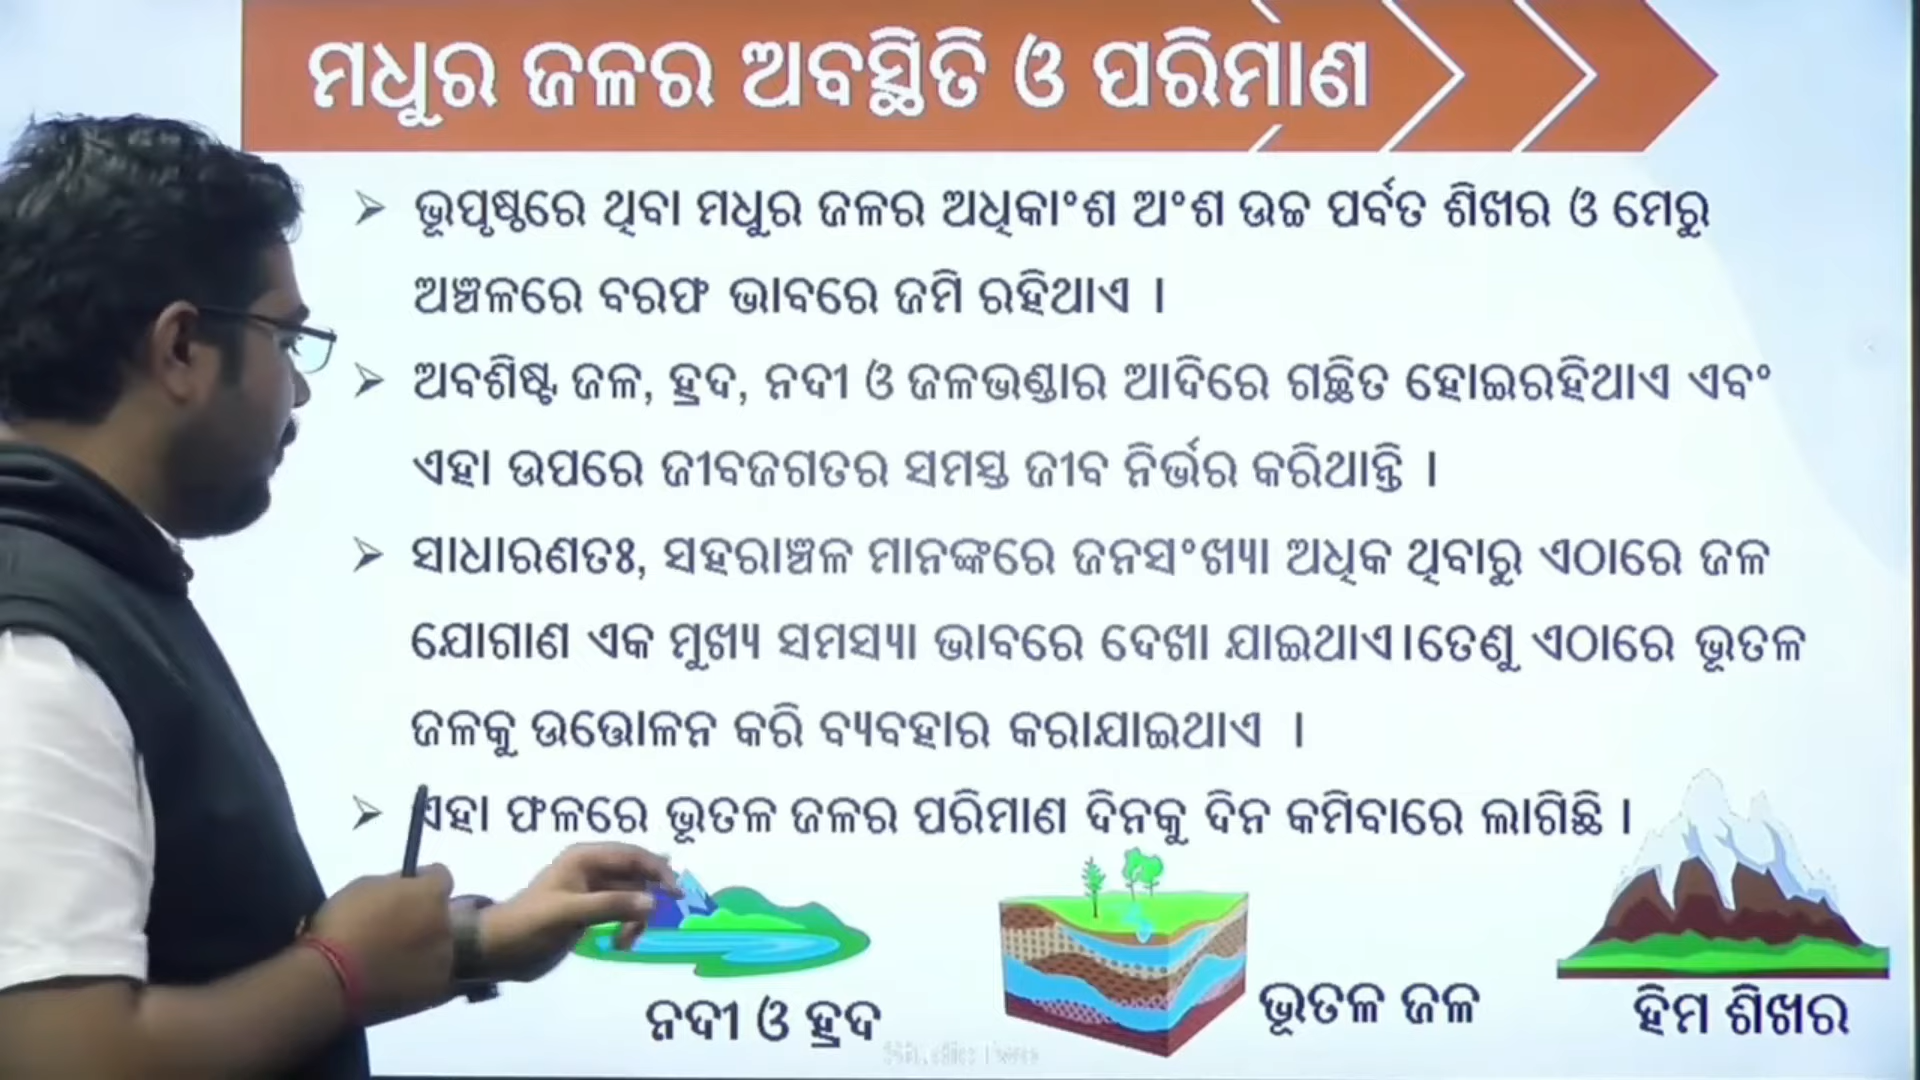 ମଧୁର ଜଳର ଅବସ୍ଥିତି ଓ ପରିମାଣ
➢ ଭୂପୃଷ୍ଠରେ ଥିବା ମଧୁର ଜଳର ଅଧିକାଂଶ ଅଂଶ ଉଚ୍ଚ ପର୍ବତ ଶିଖର ଓ ମେରୁ
ଅଞ୍ଚଳରେ ବରଫ ଭାବରେ ଜମି ରହିଥାଏ ।
➢ ଅବଶିଷ୍ଟ ଜଳ, ହ୍ରଦ, ନଦୀ ଓ ଜଳଭଣ୍ଡାର ଆଦିରେ ଗଚ୍ଛିତ ହୋଇରହିଥାଏ ଏବଂ
ଏହା ଉପରେ ଜୀବଜଗତର ସମସ୍ତ ଜୀବ ନିର୍ଭର କରିଥାନ୍ତି ।
➢ ସାଧାରଣତଃ, ସହରାଞ୍ଚଳ ମାନଙ୍କରେ ଜନସଂଖ୍ୟା ଅଧିକ ଥିବାରୁ ଏଠାରେ ଜଳ
ଯୋଗାଣ ଏକ ମୁଖ୍ୟ ସମସ୍ୟା ଭାବରେ ଦେଖା ଯାଇଥାଏ।ତେଣୁ ଏଠାରେ ଭୂତଳ
ଜଳକୁ ଉତ୍ତୋଳନ କରି ବ୍ୟବହାର କରାଯାଇଥାଏ ।
➢ ଏହା ଫଳରେ ଭୂତଳ ଜଳର ପରିମାଣ ଦିନକୁ ଦିନ କମିବାରେ ଲାଗିଛି ।
ନଦୀ ଓ ହ୍ରଦ
ଭୂତଳ ଜଳ
ହିମ ଶିଖର